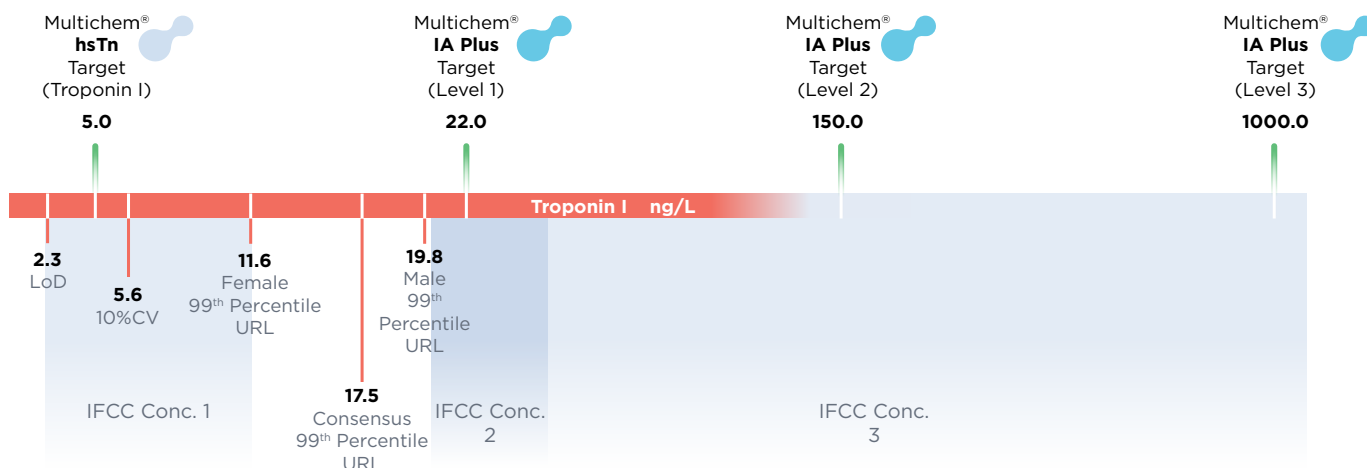 Multichem®
hsTn
Target
(Troponin I)
5.0
Multichem®
IA Plus
Target
(Level 1)
22.0
Multichem®
IA Plus
Target
(Level 2)
150.0
Multichem®
IA Plus
Target
(Level 3)
1000.0
Troponin I ng/L
2.3
LoD
5.6
10%CV
11.6
Female
99th Percentile
URL
17.5
Consensus
99th Percentile
URL
19.8
Male
99th
Percentile
URL
IFCC Conc. 1
IFCC Conc.
2
IFCC Conc.
3